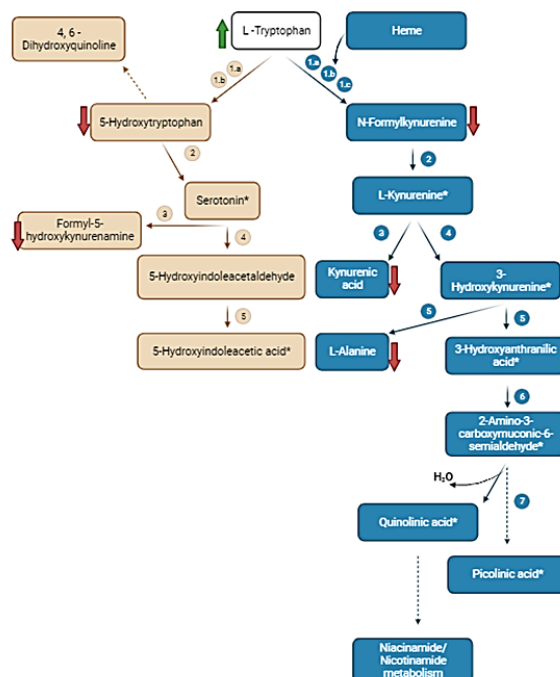 4, 6 -
Dihydroxyquinoline
L -Tryptophan
Heme
1.b
1.a
1.a
1.b
1.c
5-Hydroxytryptophan
N-Formylkynurenine
2
2
Serotonin*
L-Kynurenine*
Formyl-5-
hydroxykynurenamine
3
4
3
4
5-Hydroxyindoleacetaldehyde
Kynurenic
acid
3-
Hydroxykynurenine*
5
5
5
5-Hydroxyindoleacetic acid*
L-Alanine
3-Hydroxyanthranilic
acid*
6
2-Amino-3-
carboxymuconic-6-
semialdehyde*
H₂O
7
Quinolinic acid*
Picolinic acid*
Niacinamide/
Nicotinamide
metabolism